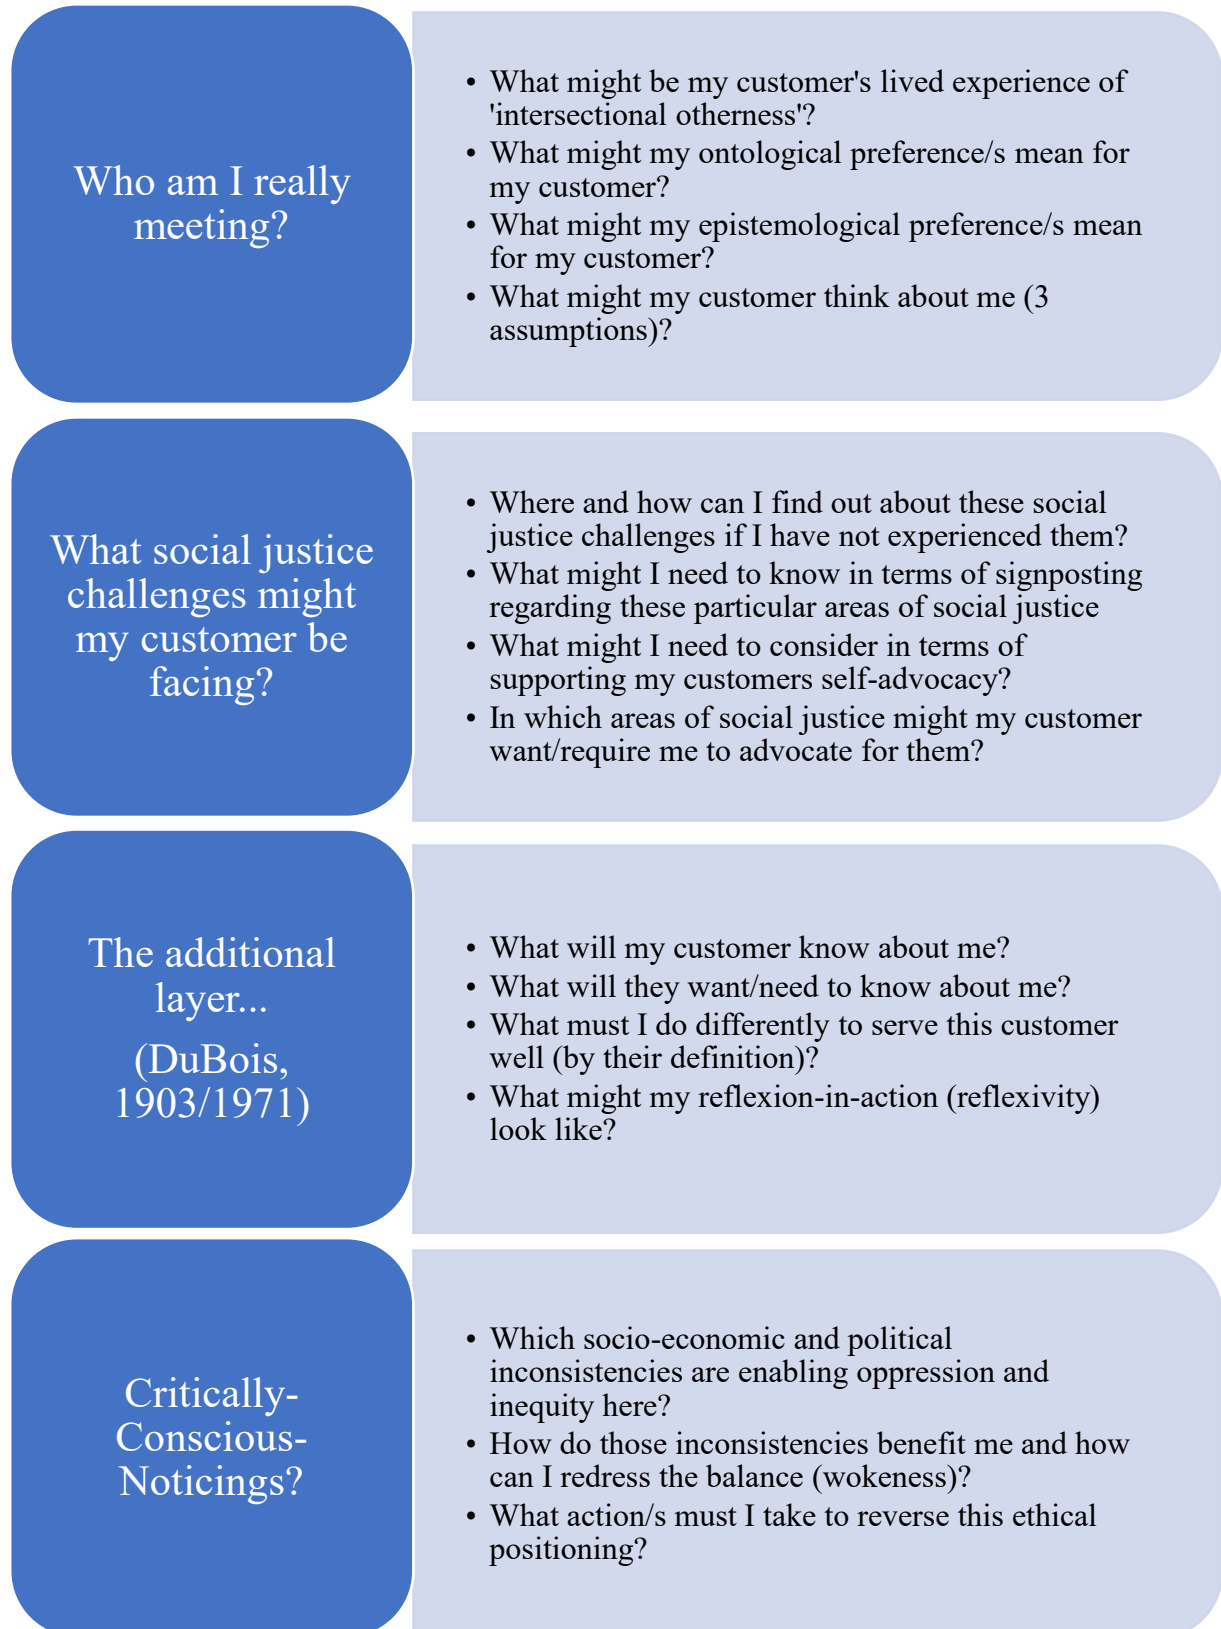 Who am I really
meeting?
• What might be my customer's lived experience of
'intersectional otherness'?
• What might my ontological preference/s mean for
my customer?
• What might my epistemological preference/s mean
for my customer?
• What might my customer think about me (3
assumptions)?
What social justice
challenges might
my customer be
facing?
• Where and how can I find out about these social
justice challenges if I have not experienced them?
• What might I need to know in terms of signposting
regarding these particular areas of social justice
• What might I need to consider in terms of
supporting my customers self-advocacy?
• In which areas of social justice might my customer
want/require me to advocate for them?
The additional
layer...
(DuBois,
1903/1971)
• What will my customer know about me?
• What will they want/need to know about me?
• What must I do differently to serve this customer
well (by their definition)?
• What might my reflexion-in-action (reflexivity)
look like?
Critically-
Conscious-
Noticings?
• Which socio-economic and political
inconsistencies are enabling oppression and
inequity here?
• How do those inconsistencies benefit me and how
can I redress the balance (wokeness)?
• What action/s must I take to reverse this ethical
positioning?